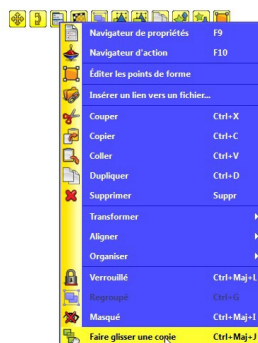 Navigateur de propriétés F9
Navigateur d'action F10
Éditer les points de forme
Insérer un lien vers un fichier...
Couper Ctrl+X
Copier Ctrl+C
Coller Ctrl+V
Dupliquer Ctrl+D
Supprimer Suppr
Transformer
Aligner
Organiser
Verrouillé Ctrl+Maj+L
Regroupé Ctrl+G
Masqué Ctrl+Maj+I
Faire glisser une copie Ctrl+Maj+J